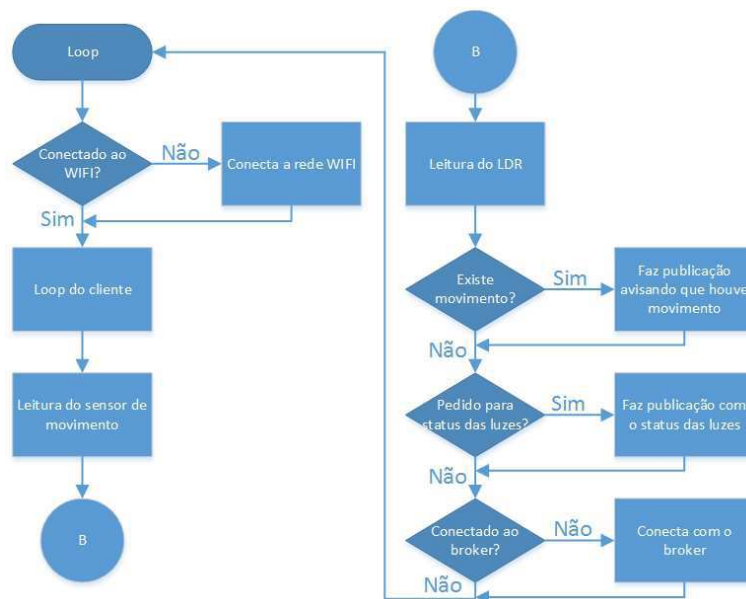 Loop
Conectado ao
WIFI?
Não
Conecta a rede WIFI
Sim
Loop do cliente
Leitura do sensor de
movimento
B
B
Leitura do LDR
Existe
movimento?
Sim
Faz publicação
avisando que houve
movimento
Não
Pedido para
status das luzes?
Sim
Faz publicação com
o status das luzes
Não
Conectado ao
broker?
Não
Conecta com o
broker
Não